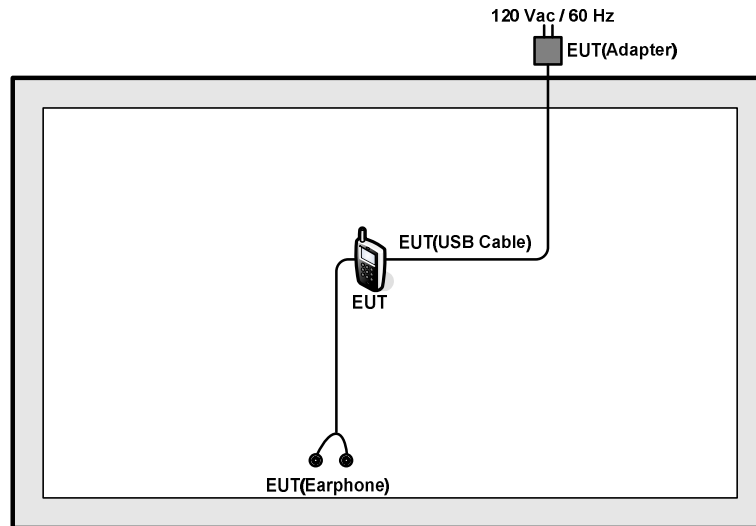 120 Vac / 60 Hz
EUT(Adapter)
EUT(USB Cable)
EUT
EUT(Earphone)